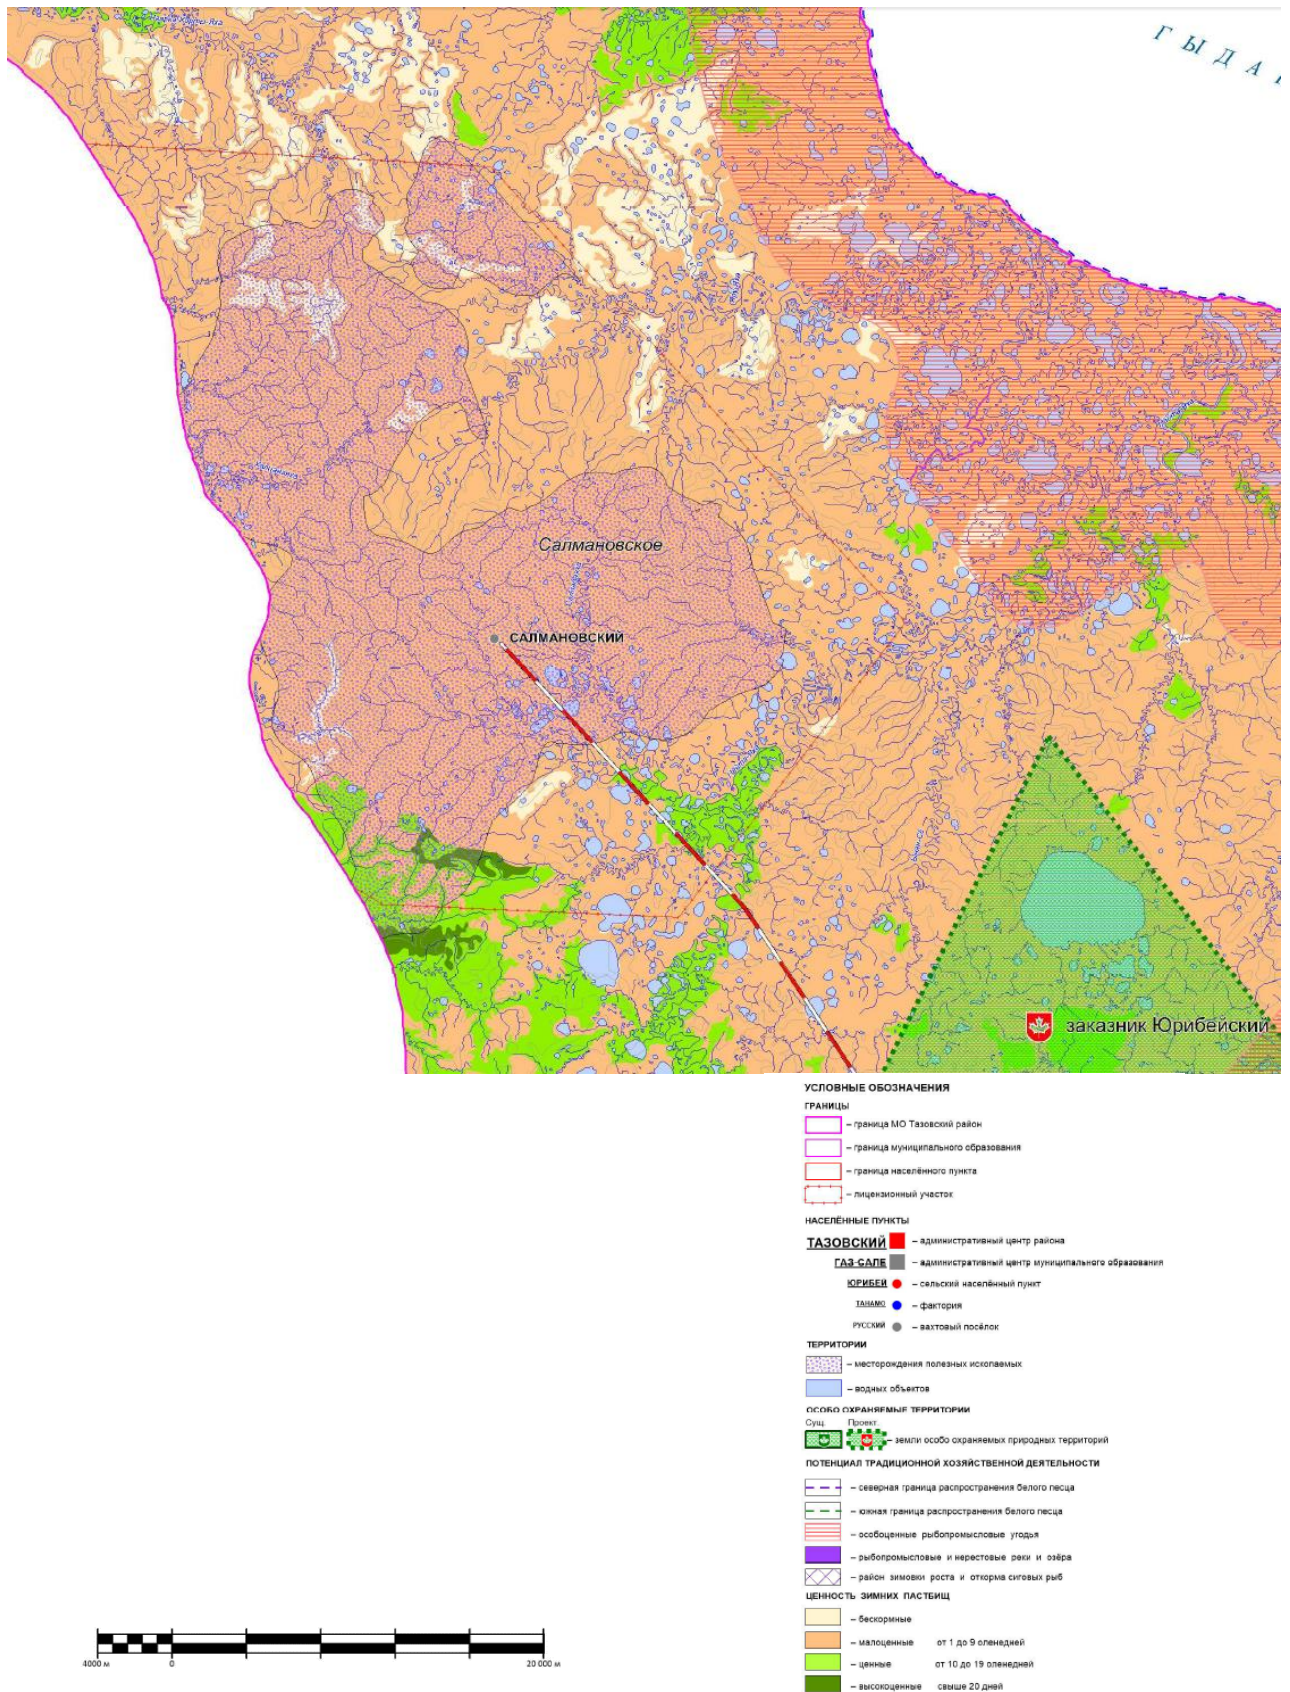 ГЫДА
Салмановское
САЛМАНОВСКИЙ
заказник Юрибейский
УСЛОВНЫЕ ОБОЗНАЧЕНИЯ
ГРАНИЦЫ
– граница МО Тазовский район
– граница муниципального образования
– граница населённого пункта
– лицензионный участок
НАСЕЛЁННЫЕ ПУНКТЫ
ТАЗОВСКИЙ – административный центр района
ГАЗ-САЛЕ – административный центр муниципального образования
ЮРИБЕЙ – сельский населённый пункт
ТАНАМО – фактория
РУССКИЙ – вахтовый посёлок
ТЕРРИТОРИИ
– месторождения полезных ископаемых
– водных объектов
ОСОБО ОХРАНЯЕМЫЕ ТЕРРИТОРИИ
Сущ. Проект.
– земли особо охраняемых природных территорий
ПОТЕНЦИАЛ ТРАДИЦИОННОЙ ХОЗЯЙСТВЕННОЙ ДЕЯТЕЛЬНОСТИ
– северная граница распространения белого песца
– южная граница распространения белого песца
– особоценные рыбопромысловые угодья
– рыбопромысловые и нерестовые реки и озёра
– район зимовки роста и откорма сиговых рыб
ЦЕННОСТЬ ЗИМНИХ ПАСТБИЩ
– бескормные
– малоценные от 1 до 9 оленедней
– ценные от 10 до 19 оленедней
– высокоценные свыше 20 дней
4000 м 0 20 000 м